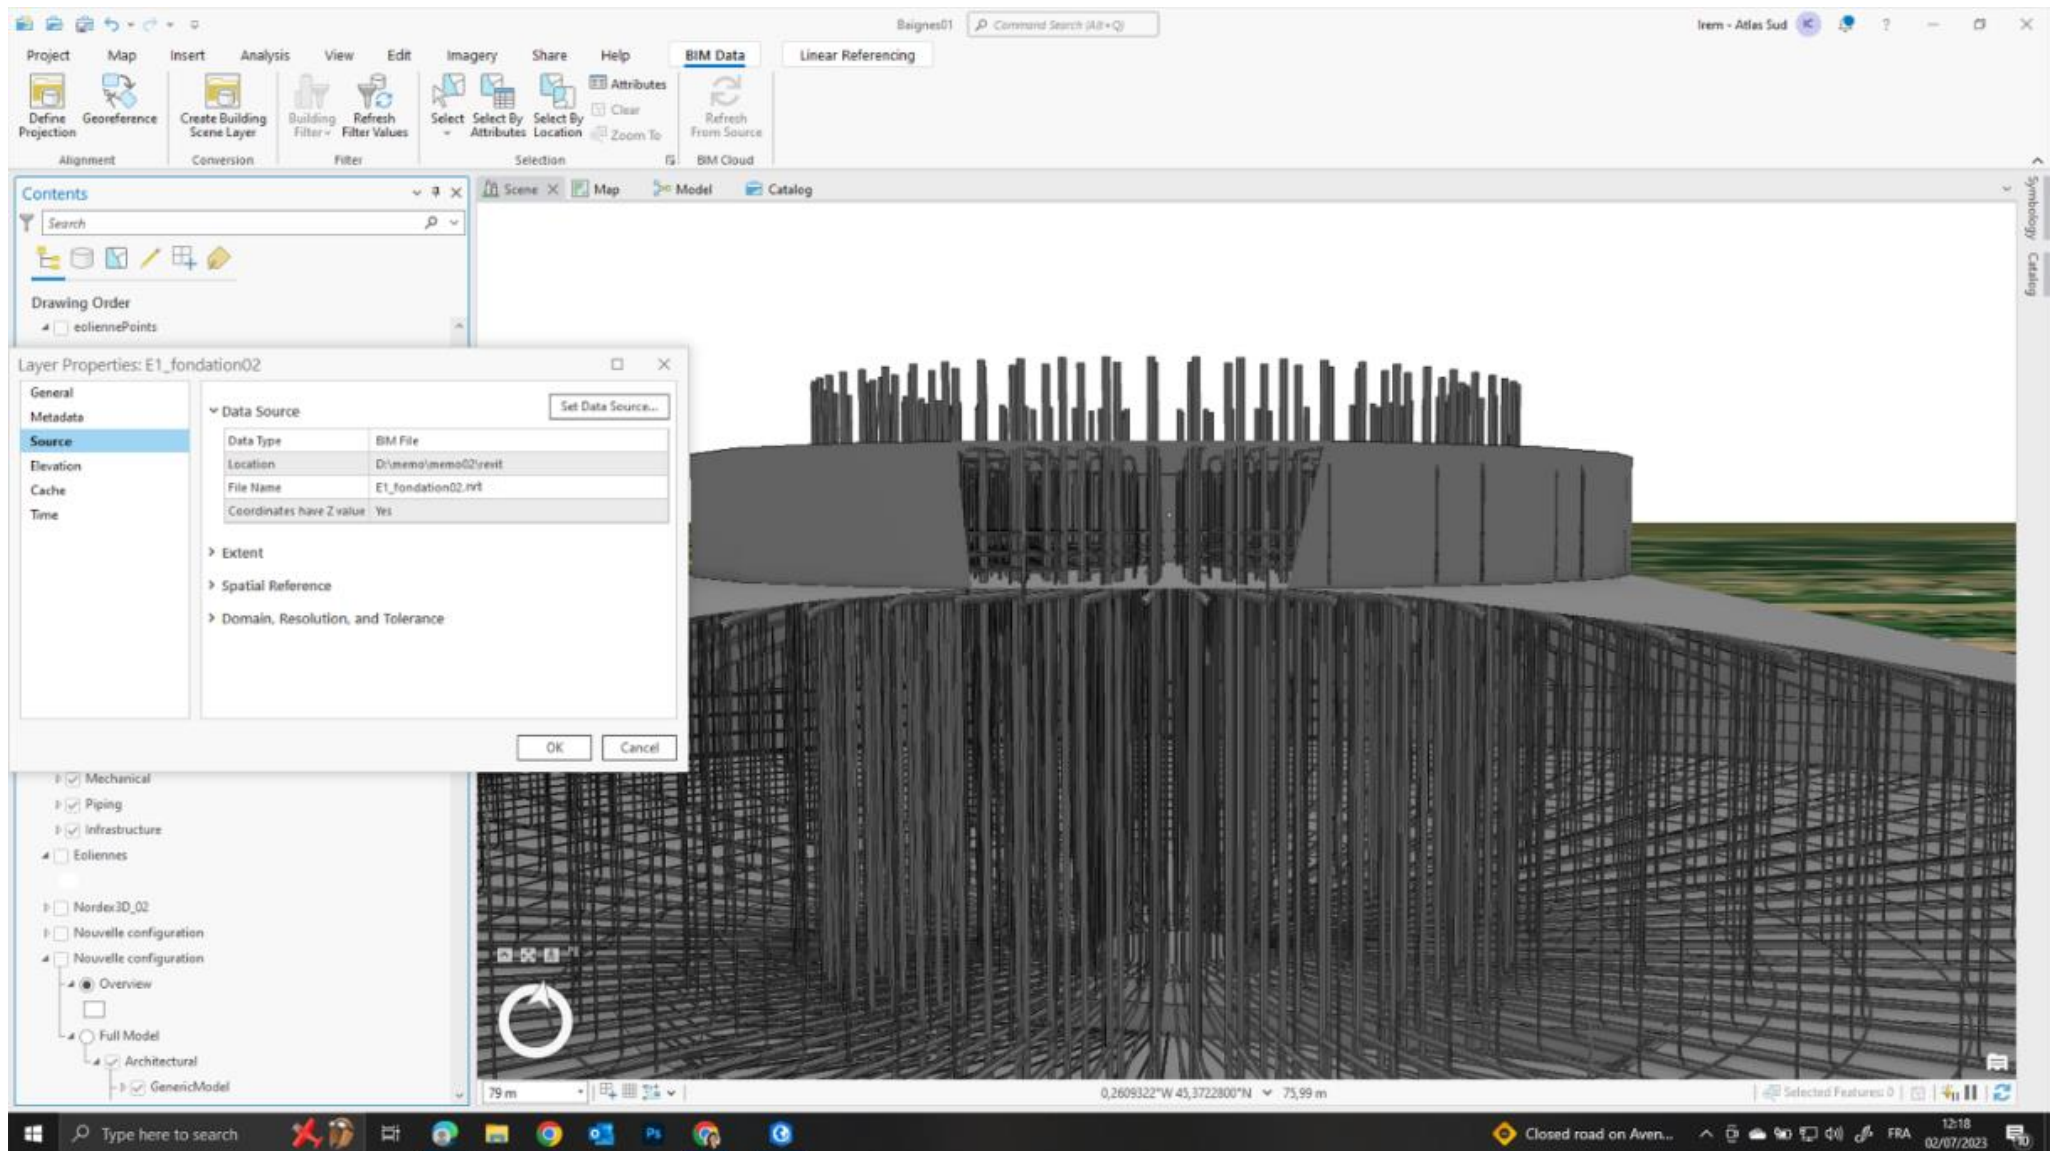 Baignes01
Command Search (Alt+Q)
Irem - Atlas Sud
K
?
Project Map Insert Analysis View Edit Imagery Share Help BIM Data Linear Referencing
Define Projection
Georeference
Create Building Scene Layer
Building Filter
Refresh Filter Values
Select
Select By Attributes
Select By Location
Attributes
Clear
Zoom To
Refresh From Source
Alignment Conversion Filter Selection BIM Cloud
Contents
Search
Scene Map Model Catalog
Symbology
Catalog
Drawing Order
eoliennePoints
Layer Properties: E1_fondation02
General
Metadata
Source
Elevation
Cache
Time
Data Source
Set Data Source...
Data Type BIM File
Location D:\memo\memo02\revit
File Name E1_fondation02.rvt
Coordinates have Z value Yes
Extent
Spatial Reference
Domain, Resolution, and Tolerance
OK Cancel
Mechanical
Piping
Infrastructure
Eoliennes
Nordex3D_02
Nouvelle configuration
Nouvelle configuration
Overview
Full Model
Architectural
GenericModel
79 m
0,2609322°W 45,3722800°N 75,99 m
Selected Features: 0
Type here to search
Ps
Closed road on Aven...
FRA
12:18
02/07/2023